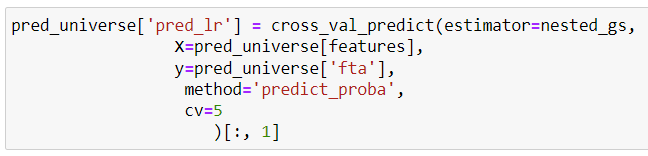 pred_universe['pred_lr'] = cross_val_predict(estimator=nested_gs,
X=pred_universe[features],
y=pred_universe['fta'],
method='predict_proba',
cv=5
)[:, 1]